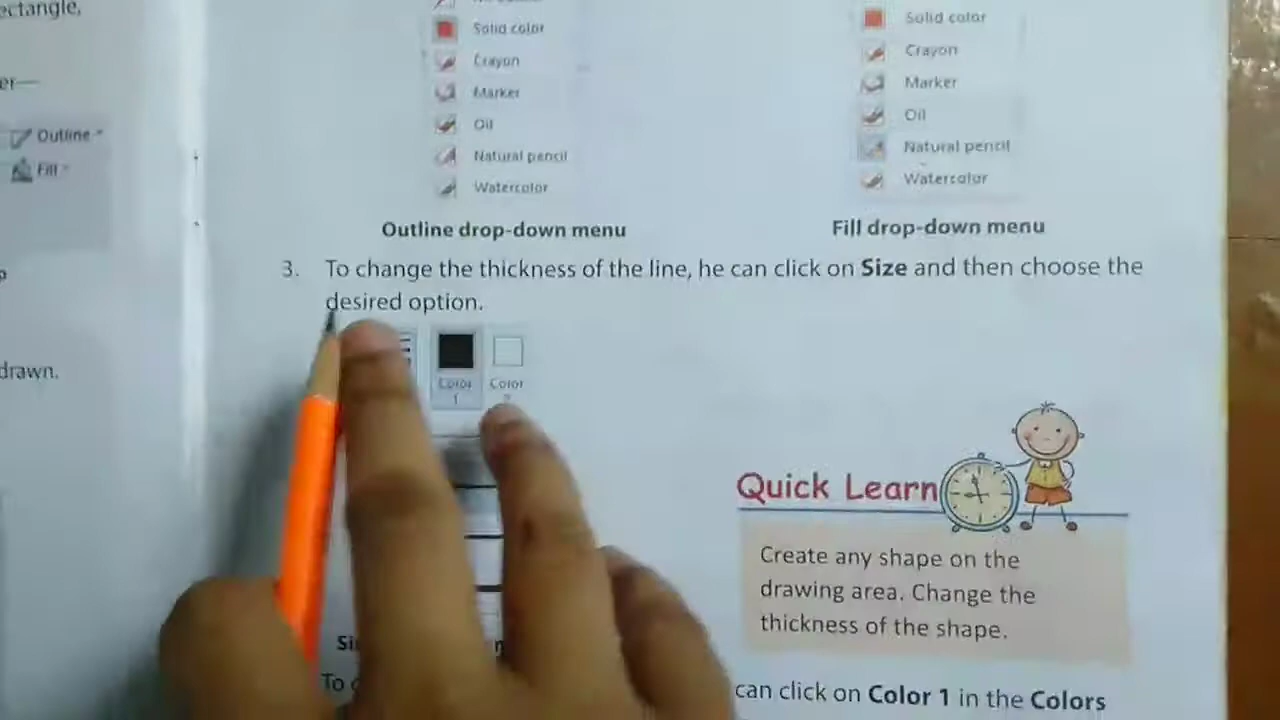 ectangle,
er—
Outline
Fill
drawn.
Solid color
Crayon
Marker
Oil
Natural pencil
Watercolor
Outline drop-down menu
Solid color
Crayon
Marker
Oil
Natural pencil
Watercolor
Fill drop-down menu
3. To change the thickness of the line, he can click on Size and then choose the
desired option.
Color
1
Color
2
Quick Learn
Create any shape on the
drawing area. Change the
thickness of the shape.
To
can click on Color 1 in the Colors